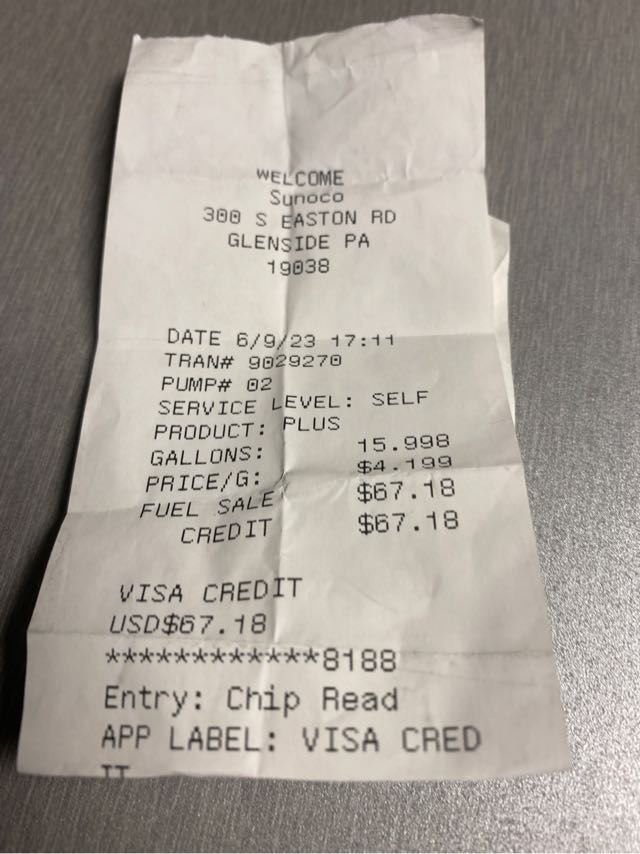 WELCOME
Sunoco
300 S EASTON RD
GLENSIDE PA
19038
DATE 6/9/23 17:11
TRAN# 9029270
PUMP# 02
SERVICE LEVEL: SELF
PRODUCT: PLUS
GALLONS: 15.998
PRICE/G: $4.199
FUEL SALE $67.18
CREDIT $67.18
VISA CREDIT
USD$67.18
************8188
Entry: Chip Read
APP LABEL: VISA CRED
IT